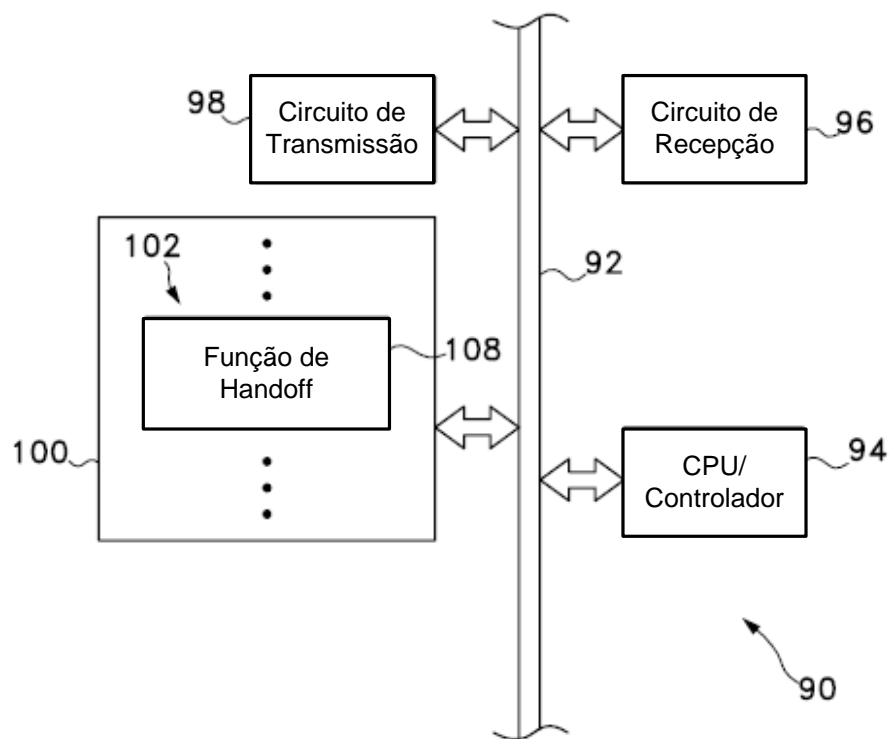 98
Circuito de
Transmissão
Circuito de
Recepção
96
102
92
Função de
Handoff
108
100
CPU/
Controlador
94
90